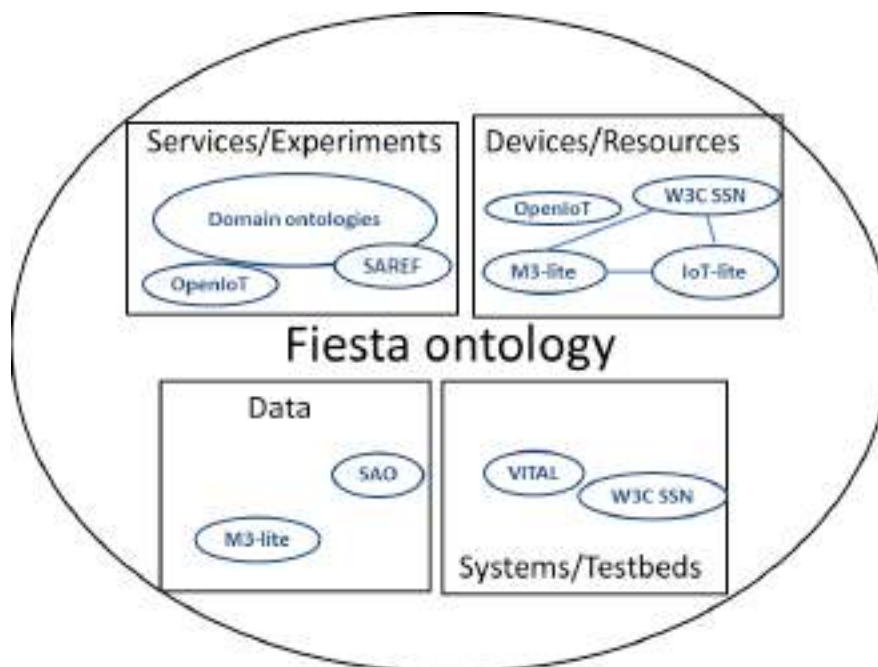 Services/Experiments
Domain ontologies
SAREF
OpenIoT
Devices/Resources
W3C SSN
OpenIoT
M3-lite
IoT-lite
Fiesta ontology
Data
SAO
M3-lite
VITAL
W3C SSN
Systems/Testbeds